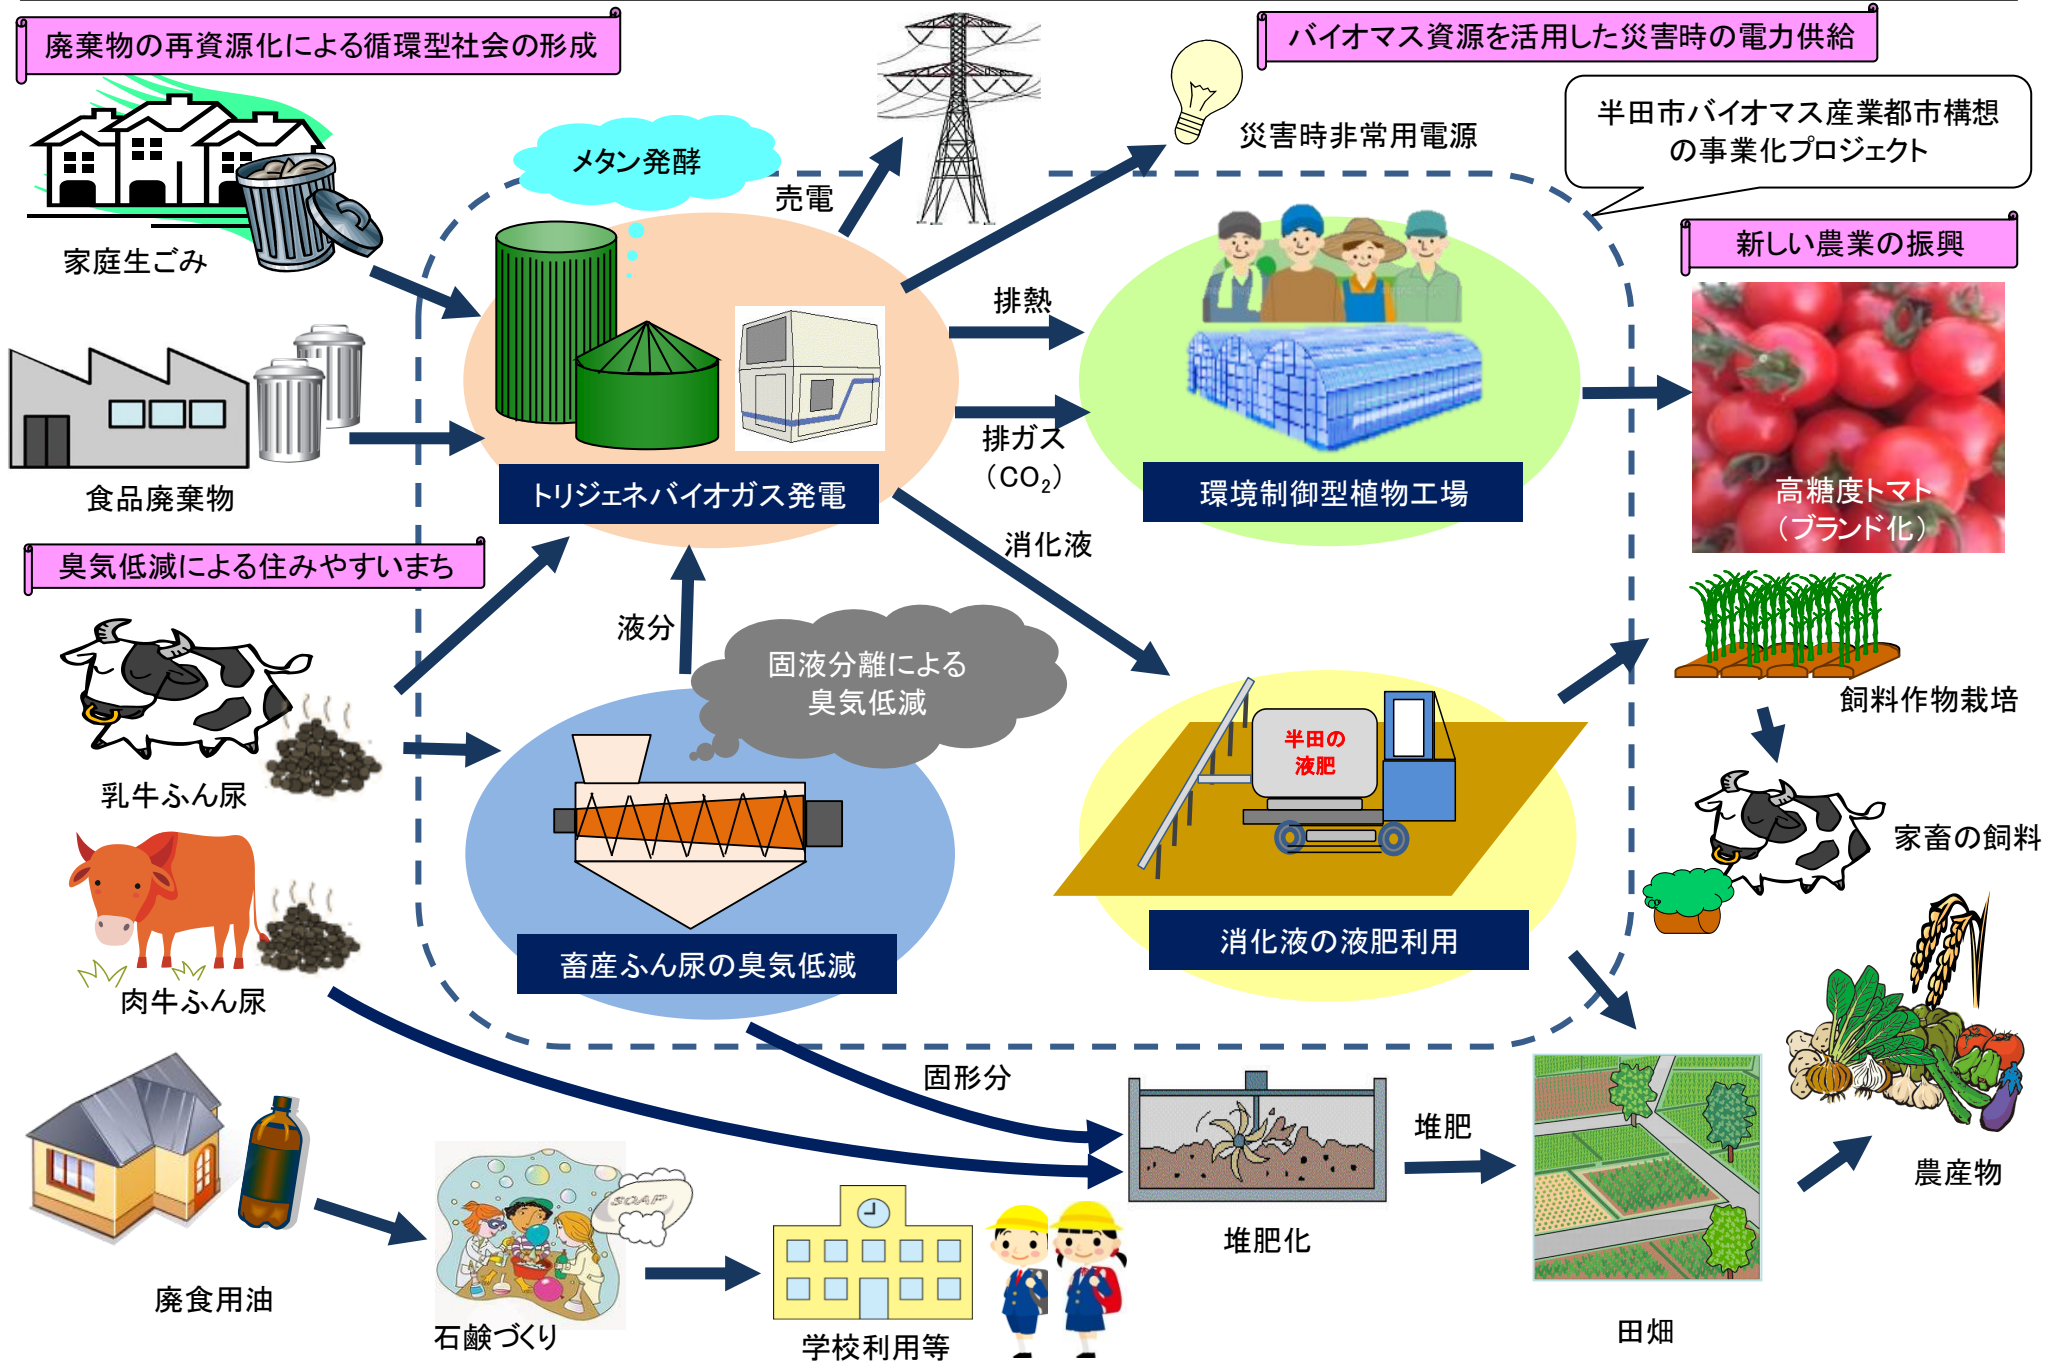 廃棄物の再資源化による循環型社会の形成
バイオマス資源を活用した災害時の電力供給
半田市バイオマス産業都市構想
の事業化プロジェクト
災害時非常用電源
メタン発酵
売電
家庭生ごみ
新しい農業の振興
排熱
排ガス
（CO₂）
食品廃棄物
トリジェネバイオガス発電
環境制御型植物工場
高糖度トマト
（ブランド化）
消化液
臭気低減による住みやすいまち
液分
固液分離による
臭気低減
飼料作物栽培
半田の
液肥
乳牛ふん尿
家畜の飼料
消化液の液肥利用
畜産ふん尿の臭気低減
肉牛ふん尿
固形分
堆肥
農産物
SOAP
堆肥化
廃食用油
石鹸づくり
学校利用等
田畑